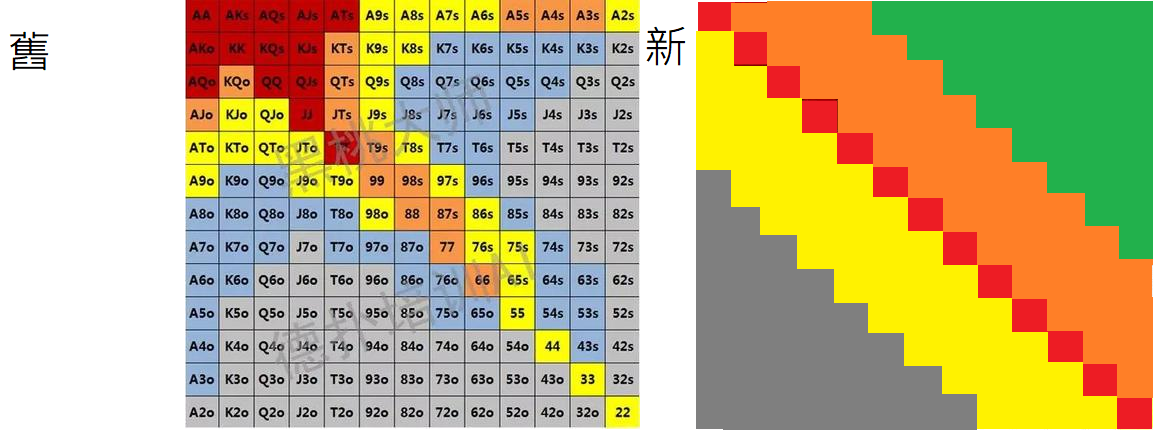 舊
新
AA AKs AQs AJs ATs A9s A8s A7s A6s A5s A4s A3s A2s
AKo KK KQs KJs KTs K9s K8s K7s K6s K5s K4s K3s K2s
AQo KQo QQ QJs QTs Q9s Q8s Q7s Q6s Q5s Q4s Q3s Q2s
AJo KJo QJo JJ JTs J9s J8s J7s J6s J5s J4s J3s J2s
ATo KTo QTo JTo T9s T8s T7s T6s T5s T4s T3s T2s
A9o K9o Q9o J9o T9o 99 98s 97s 96s 95s 94s 93s 92s
A8o K8o Q8o J8o T8o 98o 88 87s 86s 85s 84s 83s 82s
A7o K7o Q7o J7o T7o 97o 87o 77 76s 75s 74s 73s 72s
A6o K6o Q6o J6o T6o 96o 86o 76o 66 65s 64s 63s 62s
A5o K5o Q5o J5o T5o 95o 85o 75o 65o 55 54s 53s 52s
A4o K4o Q4o J4o T4o 94o 84o 74o 64o 54o 44 43s 42s
A3o K3o Q3o J3o T3o 93o 83o 73o 63o 53o 43o 33 32s
A2o K2o Q2o J2o T2o 92o 82o 72o 62o 52o 42o 32o 22
黑桃大师
德扑培训